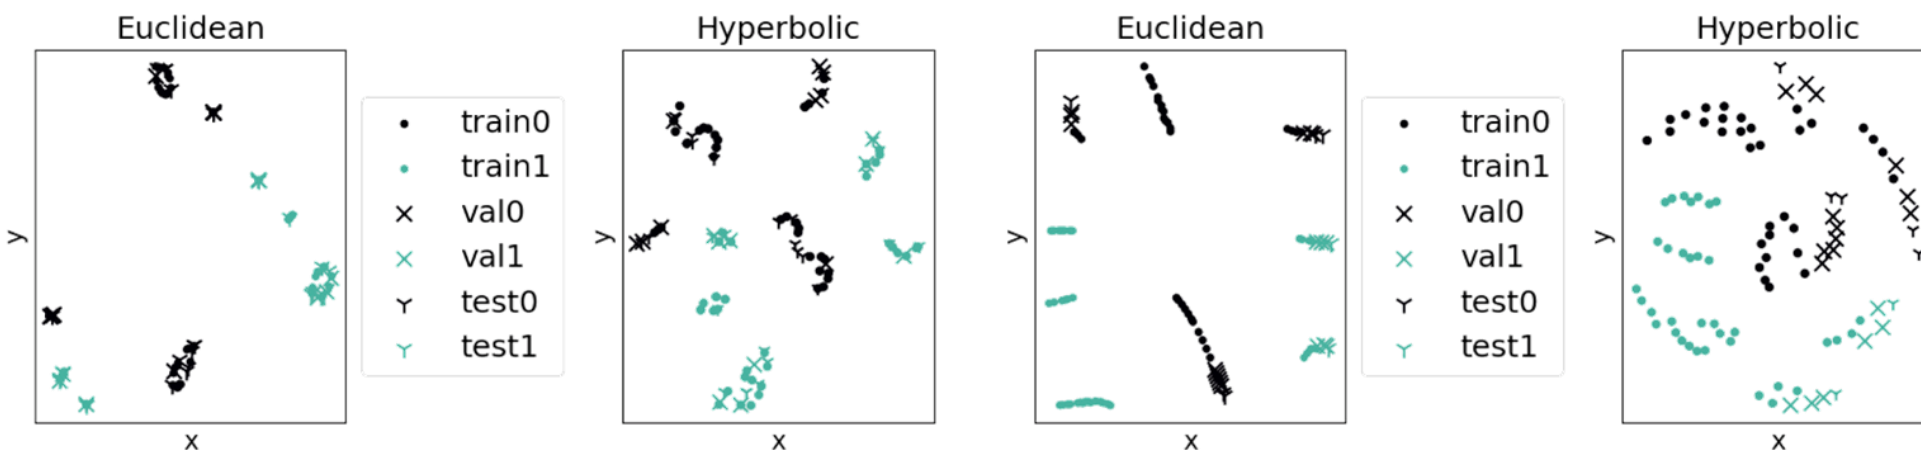 Euclidean
Hyperbolic
Euclidean
Hyperbolic
y
x
train0
train1
val0
val1
test0
test1
y
x
y
x
train0
train1
val0
val1
test0
test1
y
x